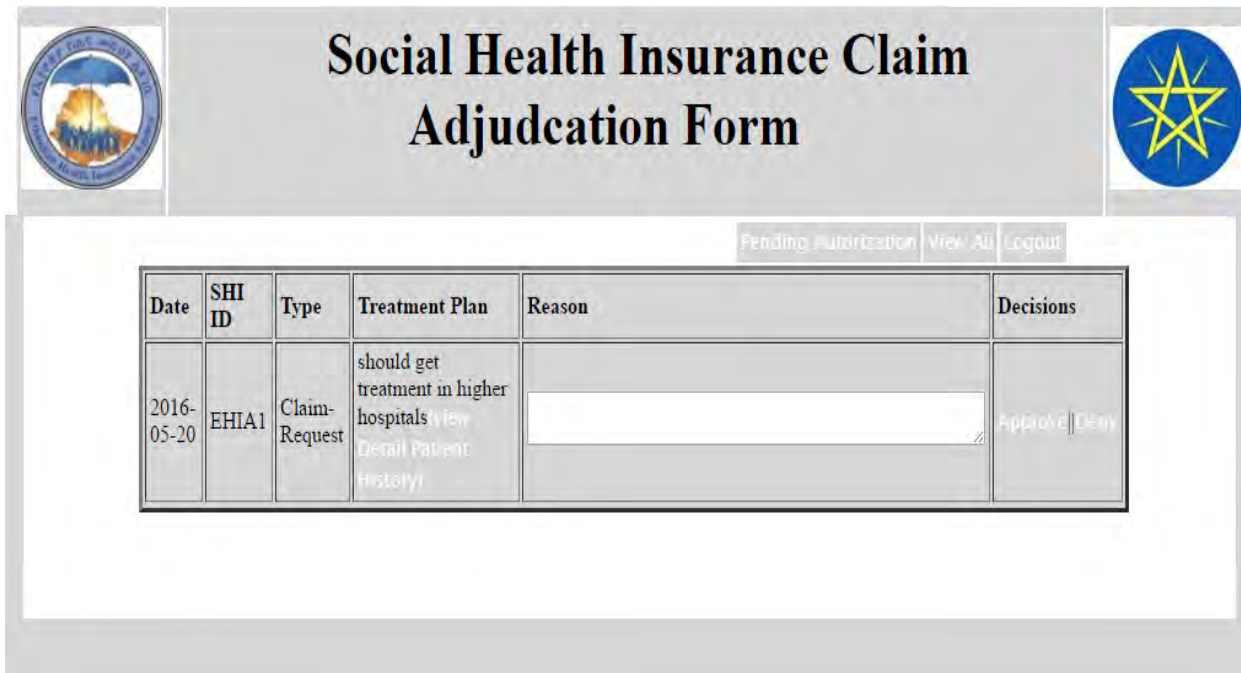 Social Health Insurance Claim
Adjudcation Form
Pending Autorization View All Logout
Date SHI ID Type Treatment Plan Reason Decisions
2016-05-20 EHIA1 Claim-Request should get
treatment in higher
hospitals(view
Detail Patient
History)
Approve||Deny